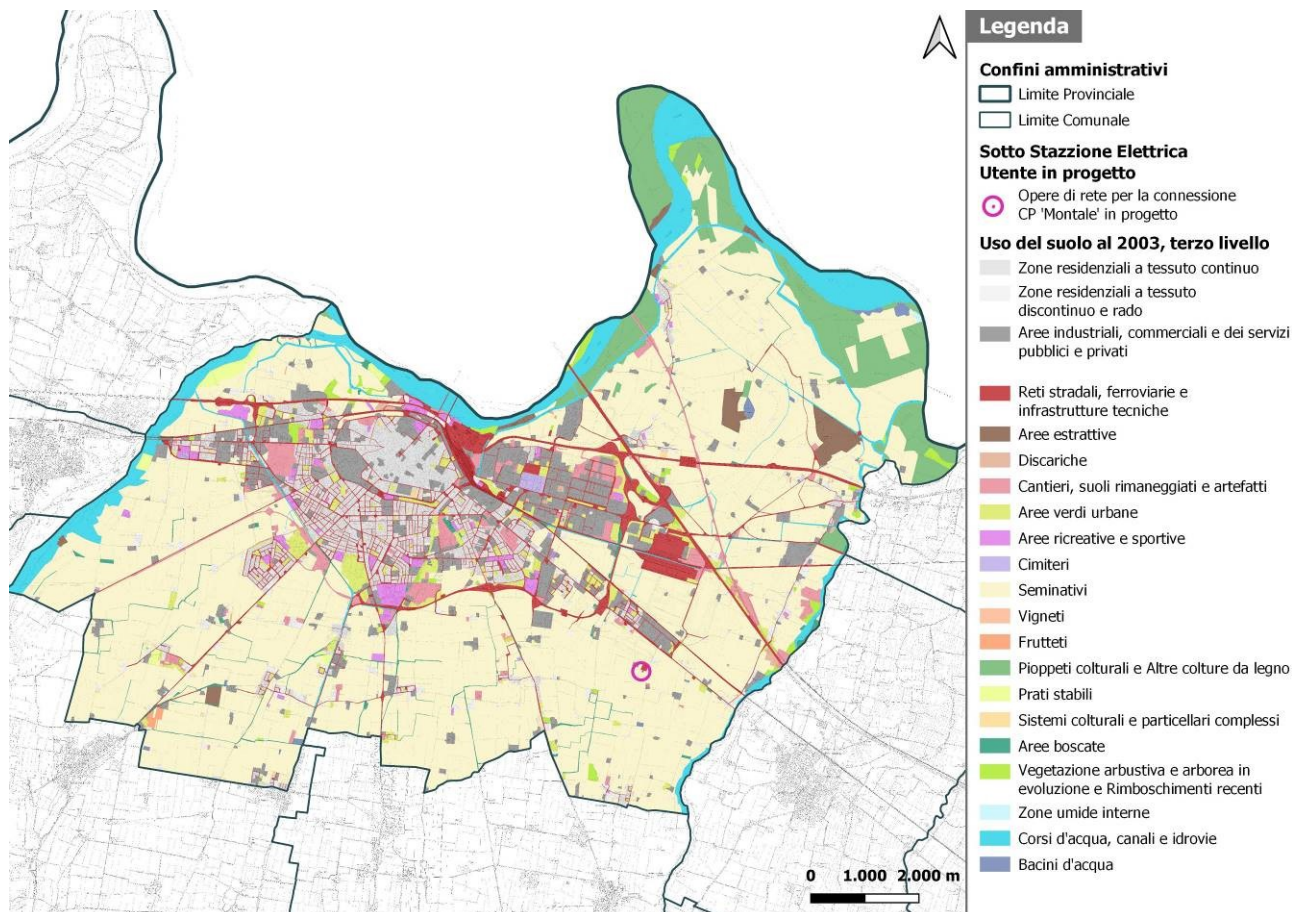 Legenda
Confini amministrativi
Limite Provinciale
Limite Comunale
Sotto Stazzione Elettrica
Utente in progetto
Opere di rete per la connessione
CP 'Montale' in progetto
Uso del suolo al 2003, terzo livello
Zone residenziali a tessuto continuo
Zone residenziali a tessuto
discontinuo e rado
Aree industriali, commerciali e dei servizi
pubblici e privati
Reti stradali, ferroviarie e
infrastrutture tecniche
Aree estrattive
Discariche
Cantieri, suoli rimaneggiati e artefatti
Aree verdi urbane
Aree ricreative e sportive
Cimiteri
Seminativi
Vigneti
Frutteti
Pioppeti colturali e Altre colture da legno
Prati stabili
Sistemi colturali e particellari complessi
Aree boscate
Vegetazione arbustiva e arborea in
evoluzione e Rimboschimenti recenti
Zone umide interne
Corsi d'acqua, canali e idrovie
Bacini d'acqua
0 1.000 2.000 m